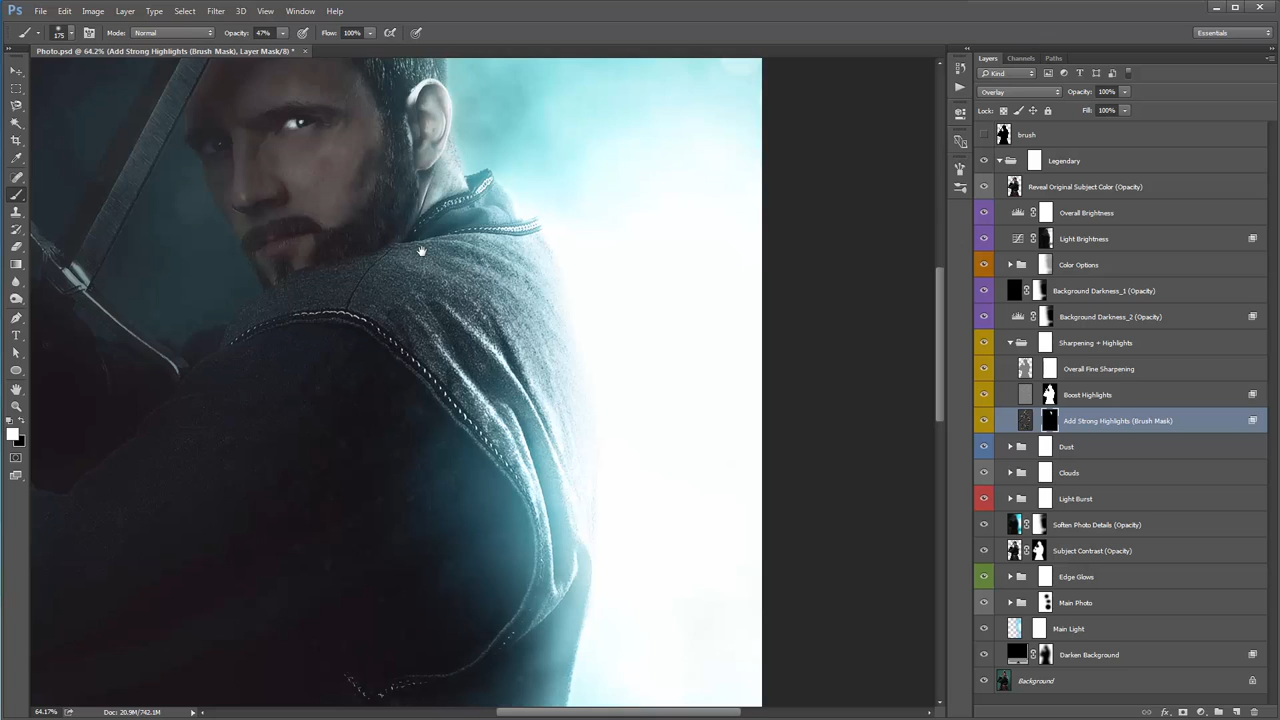 Ps File Edit Image Layer Type Select Filter 3D View Window Help
175 Mode: Normal Opacity: 47% Flow: 100% Essentials
Photo.psd @ 64.2% (Add Strong Highlights (Brush Mask), Layer Mask/8) *
Layers Channels Paths
Kind
Overlay Opacity: 100%
Lock: Fill: 100%
brush
Legendary
Reveal Original Subject Color (Opacity)
Overall Brightness
Light Brightness
Color Options
Background Darkness_1 (Opacity)
Background Darkness_2 (Opacity)
Sharpening + Highlights
Overall Fine Sharpening
Boost Highlights
Add Strong Highlights (Brush Mask)
Dust
Clouds
Light Burst
Soften Photo Details (Opacity)
Subject Contrast (Opacity)
Edge Glows
Main Photo
Main Light
Darken Background
Background
64.17% Doc: 20.9M/742.1M
fx